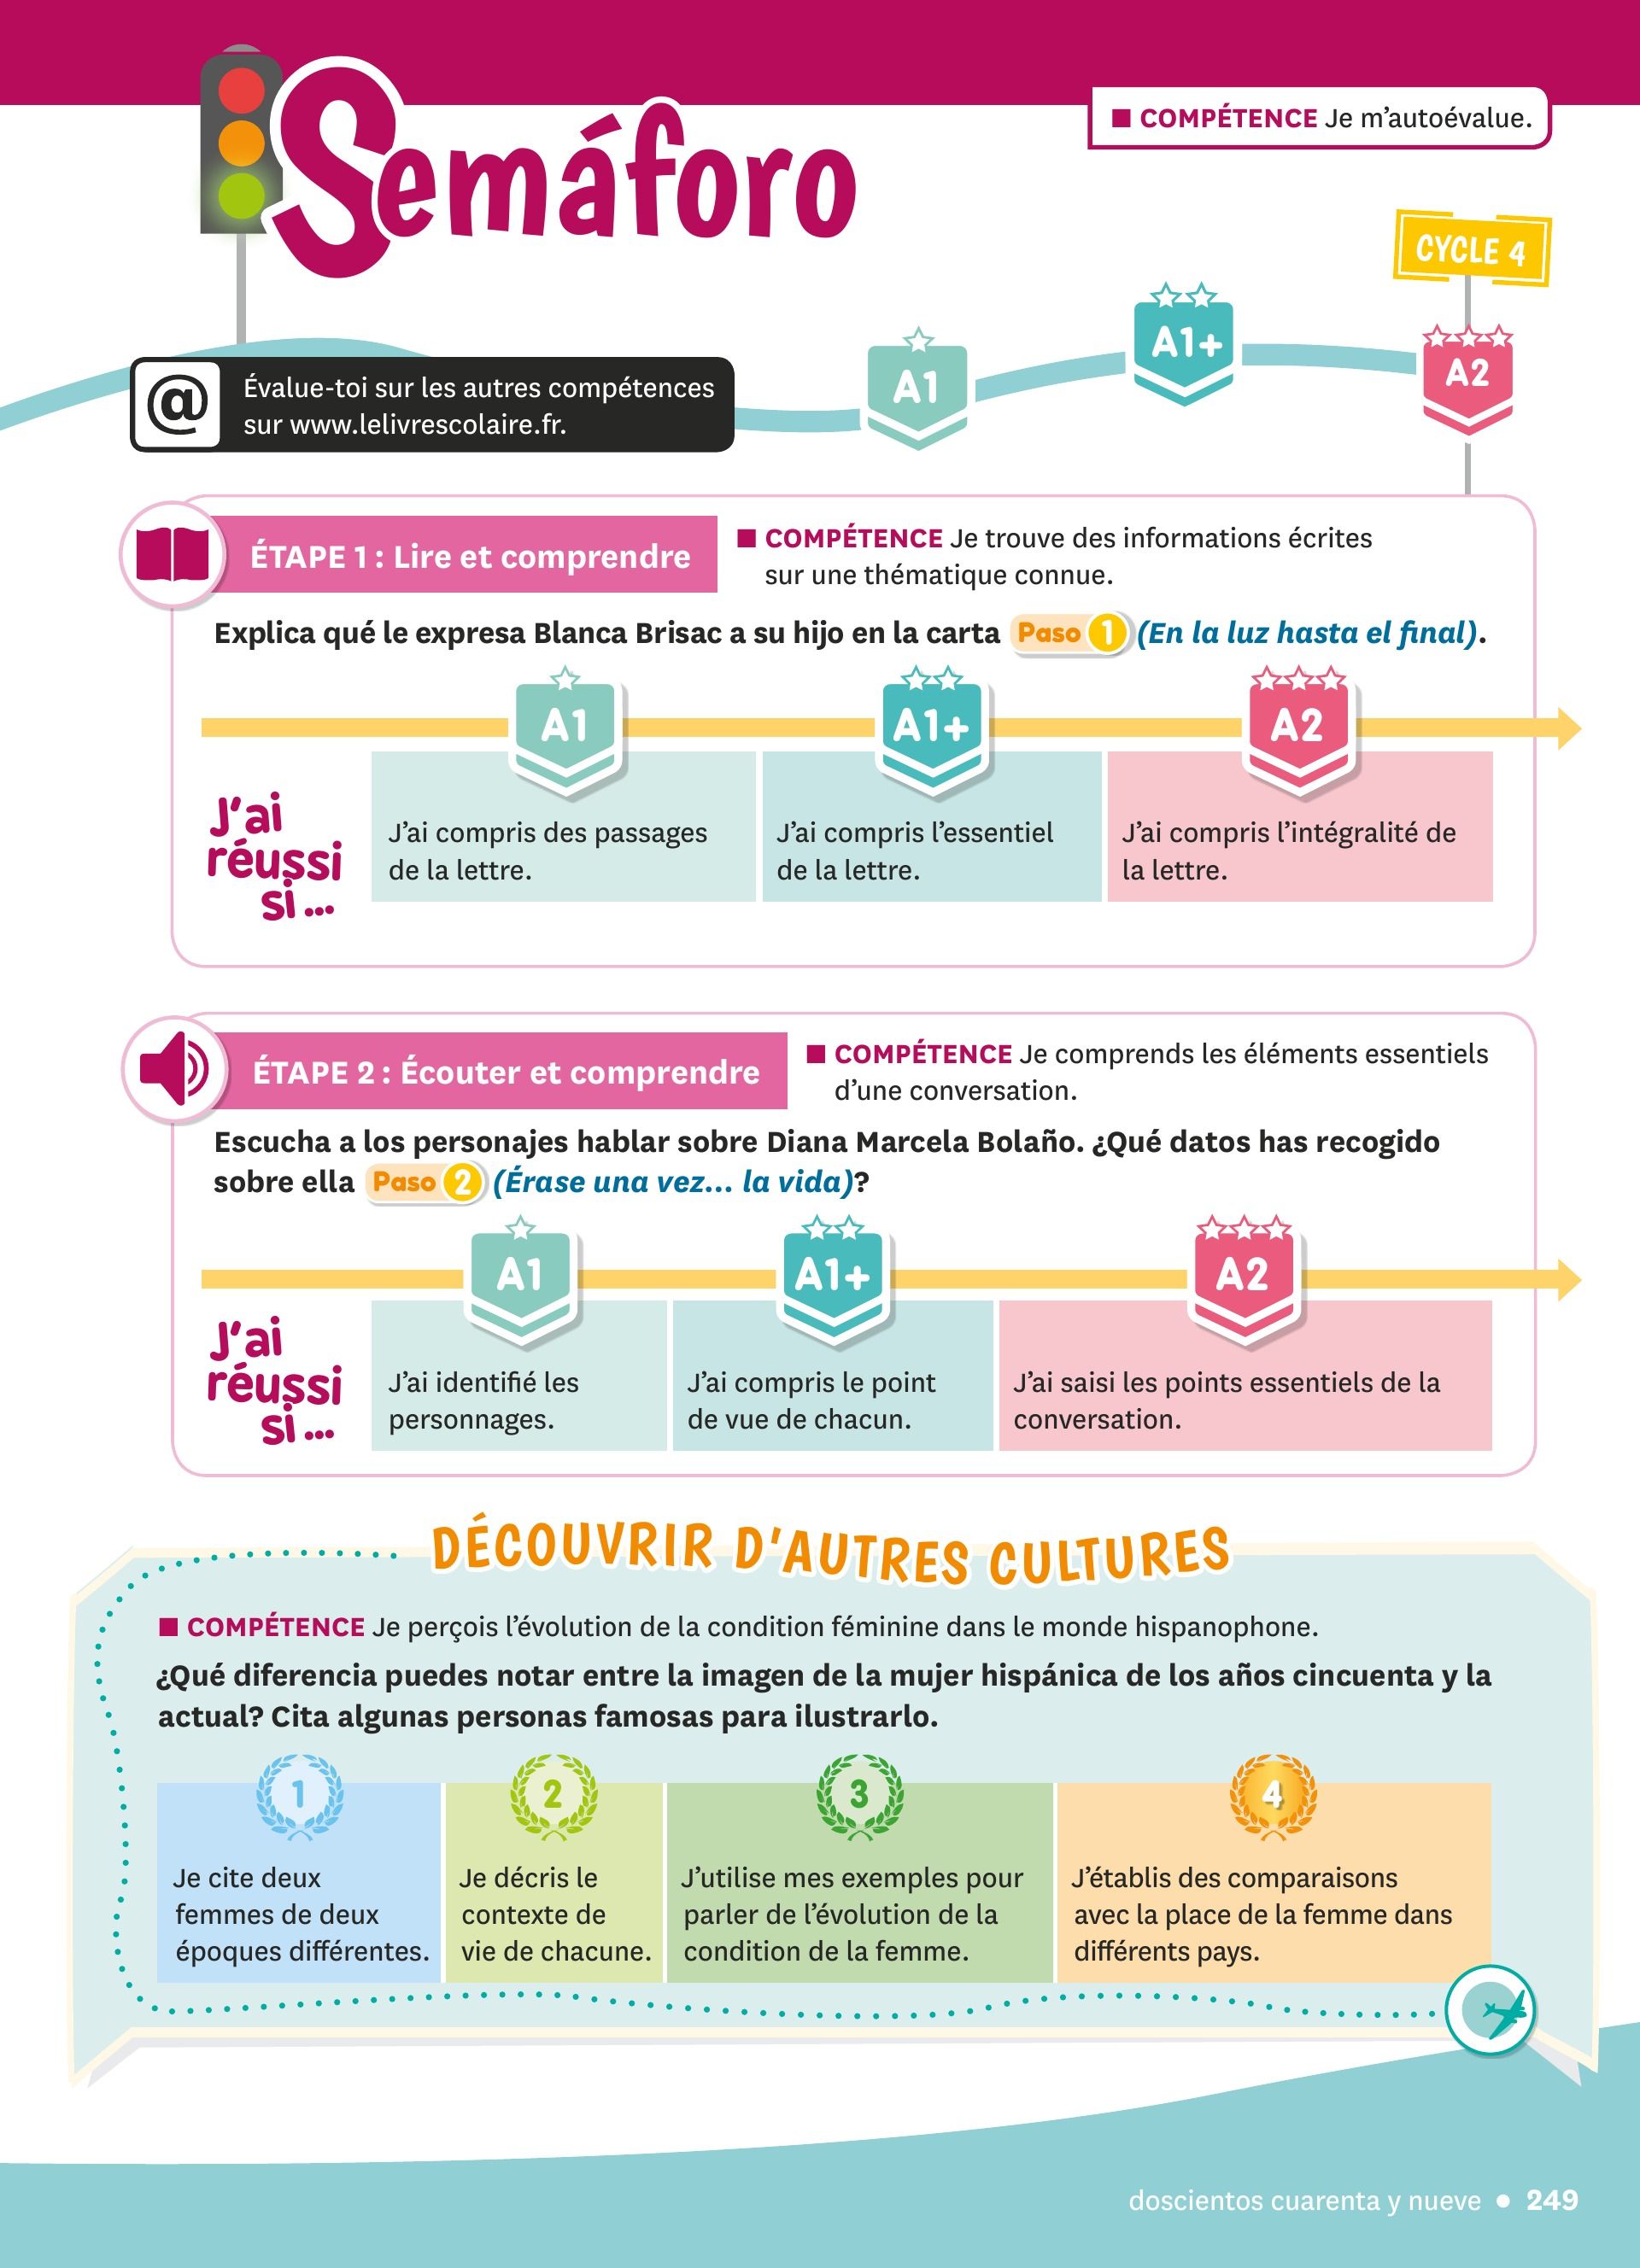 Semáforo
■ COMPÉTENCE Je m'autoévalue.
CYCLE 4
A1
A1+
A2
@
Évalue-toi sur les autres compétences
sur www.lelivrescolaire.fr.
ÉTAPE 1 : Lire et comprendre
■ COMPÉTENCE Je trouve des informations écrites
sur une thématique connue.
Explica qué le expresa Blanca Brisac a su hijo en la carta Paso 1 (En la luz hasta el final).
A1
A1+
A2
J'ai
réussi
si ...
J'ai compris des passages
de la lettre.
J'ai compris l'essentiel
de la lettre.
J'ai compris l'intégralité de
la lettre.
ÉTAPE 2 : Écouter et comprendre
■ COMPÉTENCE Je comprends les éléments essentiels
d'une conversation.
Escucha a los personajes hablar sobre Diana Marcela Bolaño. ¿Qué datos has recogido
sobre ella Paso 2 (Érase una vez... la vida)?
A1
A1+
A2
J'ai
réussi
si ...
J'ai identifié les
personnages.
J'ai compris le point
de vue de chacun.
J'ai saisi les points essentiels de la
conversation.
DÉCOUVRIR D'AUTRES CULTURES
■ COMPÉTENCE Je perçois l'évolution de la condition féminine dans le monde hispanophone.
¿Qué diferencia puedes notar entre la imagen de la mujer hispánica de los años cincuenta y la
actual? Cita algunas personas famosas para ilustrarlo.
1
Je cite deux
femmes de deux
époques différentes.
2
Je décris le
contexte de
vie de chacune.
3
J'utilise mes exemples pour
parler de l'évolution de la
condition de la femme.
4
J'établis des comparaisons
avec la place de la femme dans
différents pays.
doscientos cuarenta y nueve • 249